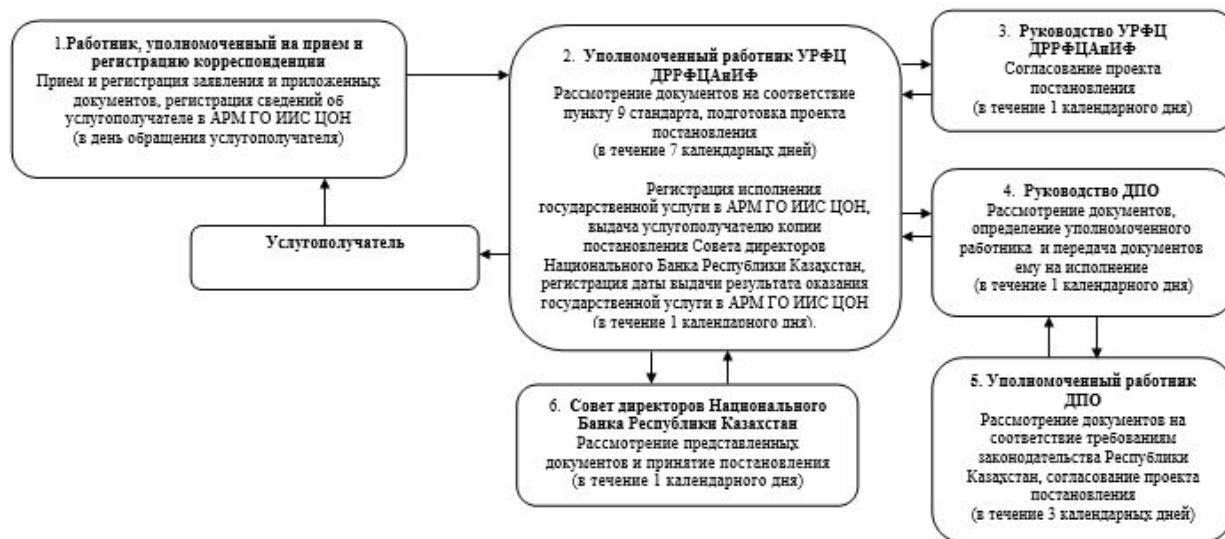 1.Работник, уполномоченный на прием и
регистрацию корреспонденции
Прием и регистрация заявления и приложенных
документов, регистрация сведений об
услугополучателе в АРМ ГО ИИС ЦОН
(в день обращения услугополучателя)
Услугополучатель
2. Уполномоченный работник УРФЦ
ДРРФЦАиИФ
Рассмотрение документов на соответствие
пункту 9 стандарта, подготовка проекта
постановления
(в течение 7 календарных дней)
Регистрация исполнения
государственной услуги в АРМ ГО ИИС ЦОН,
выдача услугополучателю копии
постановления Совета директоров
Национального Банка Республики Казахстан,
регистрация даты выдачи результата оказания
государственной услуги в АРМ ГО ИИС ЦОН
(в течение 1 календарного дня).
3. Руководство УРФЦ
ДРРФЦАиИФ
Согласование проекта
постановления
(в течение 1 календарного дня)
4. Руководство ДПО
Рассмотрение документов,
определение уполномоченного
работника и передача документов
ему на исполнение
(в течение 1 календарного дня)
5. Уполномоченный работник
ДПО
Рассмотрение документов на
соответствие требованиям
законодательства Республики
Казахстан, согласование проекта
постановления
(в течение 3 календарных дней)
6. Совет директоров Национального
Банка Республики Казахстан
Рассмотрение представленных
документов и принятие постановления
(в течение 1 календарного дня)